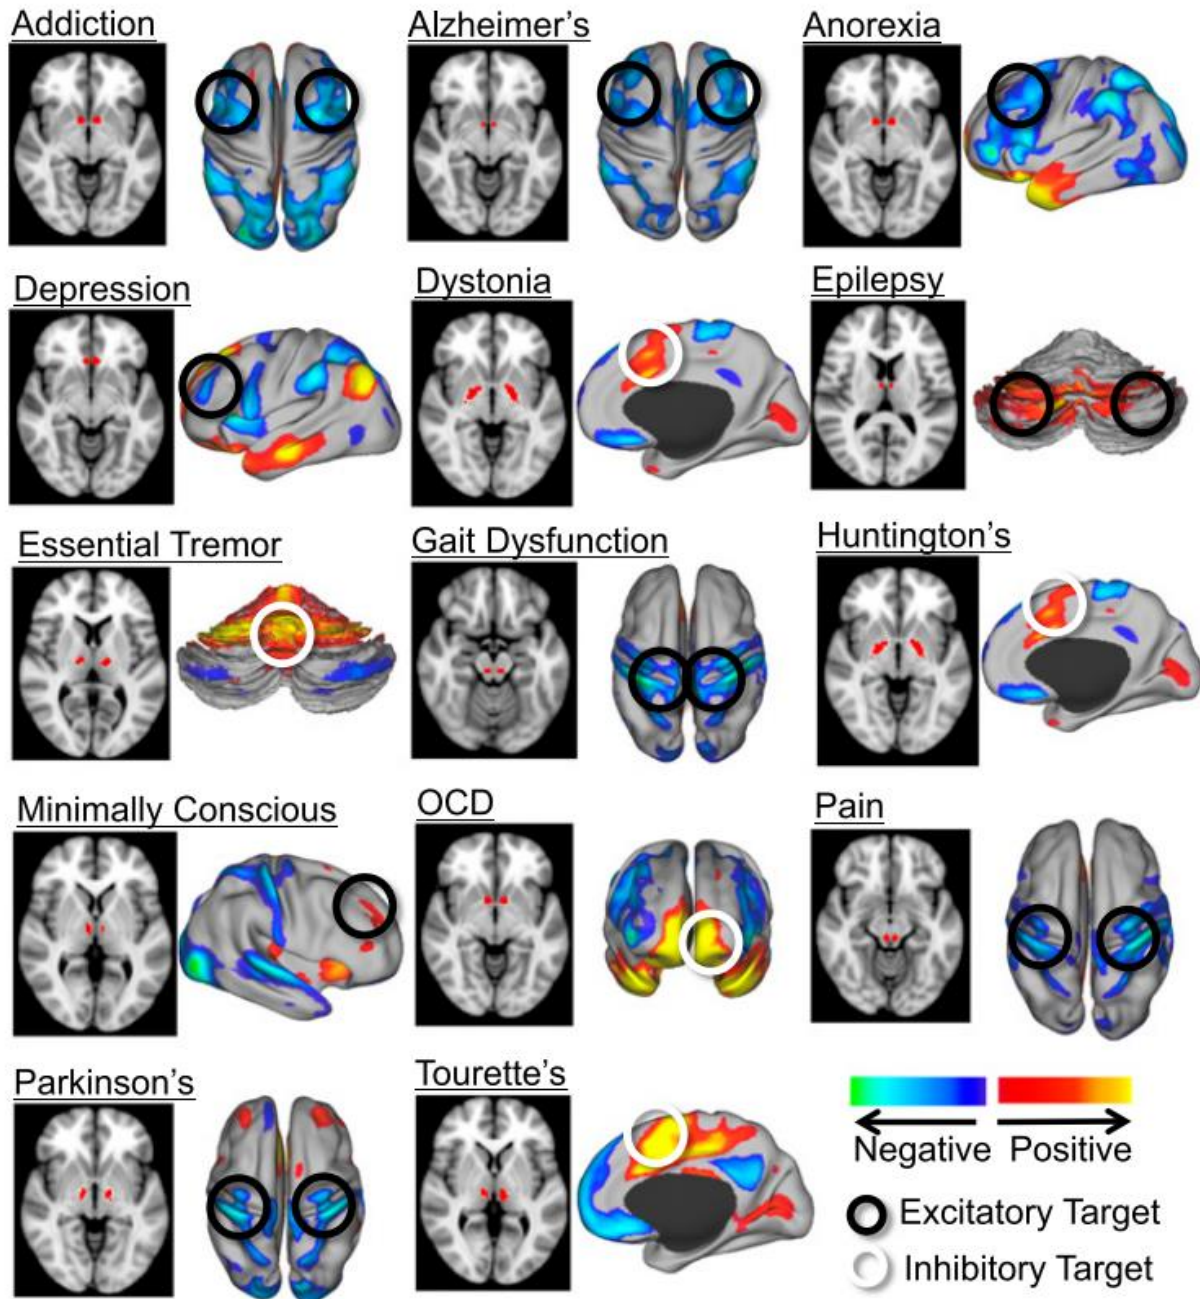 Addiction
Alzheimer's
Anorexia
Depression
Dystonia
Epilepsy
Essential Tremor
Gait Dysfunction
Huntington's
Minimally Conscious
OCD
Pain
Parkinson's
Tourette's
Negative Positive
Excitatory Target
Inhibitory Target